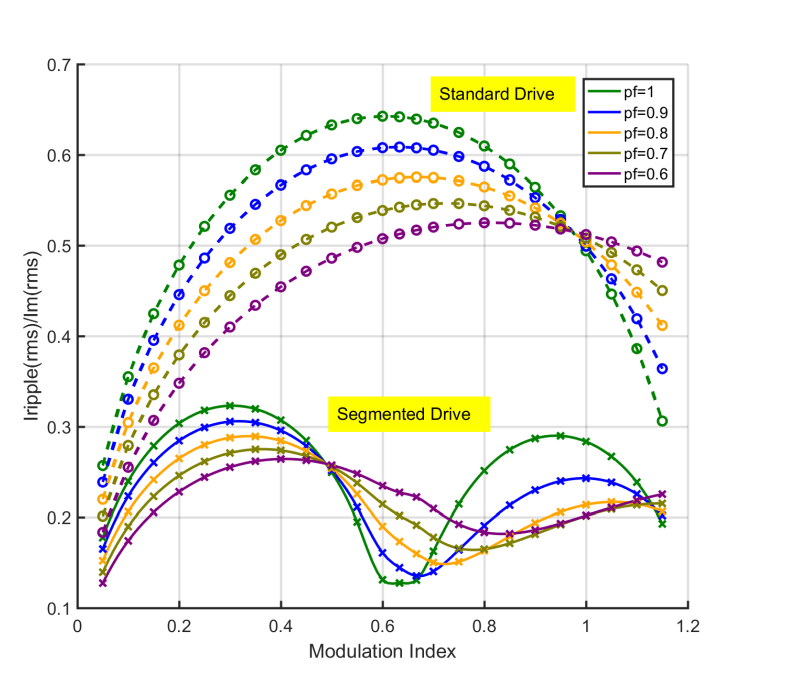 0.7
0.6
0.5
0.4
0.3
0.2
0.1
Iripple(rms)/Im(rms)
Standard Drive
pf=1
pf=0.9
pf=0.8
pf=0.7
pf=0.6
Segmented Drive
0 0.2 0.4 0.6 0.8 1 1.2
Modulation Index